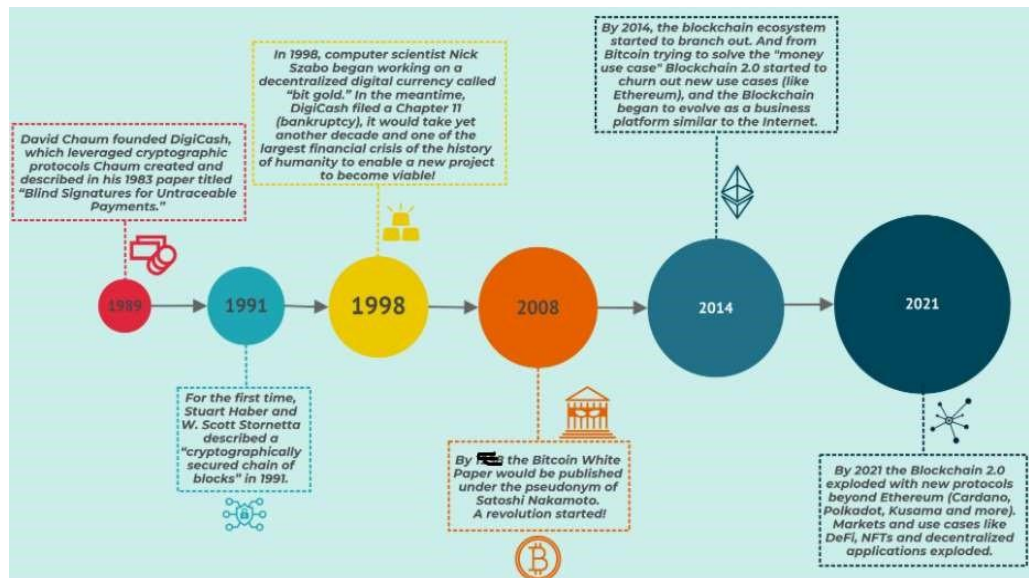 David Chaum founded DigiCash,
which leveraged cryptographic
protocols Chaum created and
described in his 1983 paper titled
“Blind Signatures for Untraceable
Payments.”
In 1998, computer scientist Nick
Szabo began working on a
decentralized digital currency called
“bit gold.” In the meantime,
DigiCash filed a Chapter 11
(bankruptcy), it would take yet
another decade and one of the
largest financial crisis of the history
of humanity to enable a new project
to become viable!
By 2014, the blockchain ecosystem
started to branch out. And from
Bitcoin trying to solve the "money
use case" Blockchain 2.0 started to
churn out new use cases (like
Ethereum), and the Blockchain
began to evolve as a business
platform similar to the Internet.
1989
1991
1998
2008
2014
2021
For the first time,
Stuart Haber and
W. Scott Stornetta
described a
“cryptographically
secured chain of
blocks” in 1991.
By the Bitcoin White
Paper would be published
under the pseudonym of
Satoshi Nakamoto.
A revolution started!
By 2021 the Blockchain 2.0
exploded with new protocols
beyond Ethereum (Cardano,
Polkadot, Kusama and more).
Markets and use cases like
DeFi, NFTs and decentralized
applications exploded.